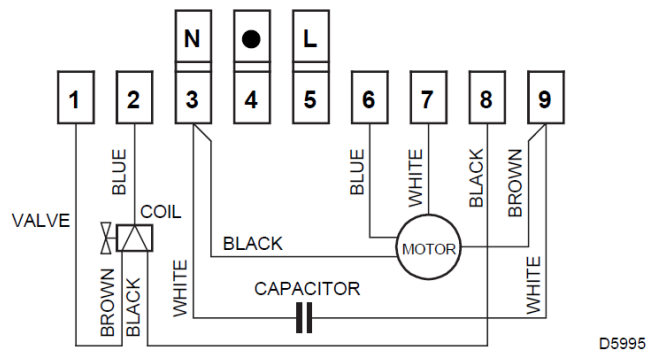 N ● L
1 2 3 4 5 6 7 8 9
BLUE BLUE WHITE BLACK BROWN
VALVE COIL
BLACK MOTOR
BROWN BLACK WHITE CAPACITOR WHITE
D5995